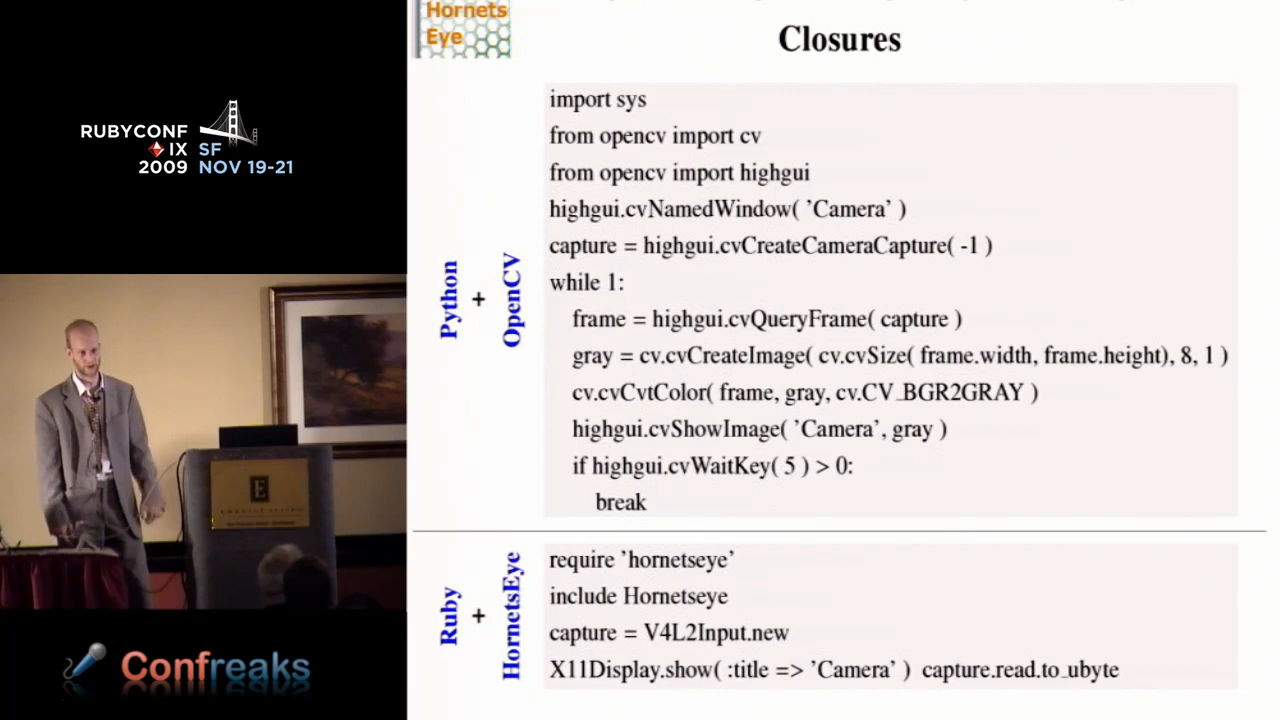 RUBYCONF
IX SF
2009 NOV 19-21
E
Confreaks
Hornets
Eye
Closures
Python
+
OpenCV
import sys
from opencv import cv
from opencv import highgui
highgui.cvNamedWindow( ’Camera’ )
capture = highgui.cvCreateCameraCapture( -1 )
while 1:
frame = highgui.cvQueryFrame( capture )
gray = cv.cvCreateImage( cv.cvSize( frame.width, frame.height), 8, 1 )
cv.cvCvtColor( frame, gray, cv.CV_BGR2GRAY )
highgui.cvShowImage( ’Camera’, gray )
if highgui.cvWaitKey( 5 ) > 0:
break
Ruby
+
HornetsEye
require ’hornetseye’
include Hornetseye
capture = V4L2Input.new
X11Display.show( :title => ’Camera’ ) capture.read.to_ubyte